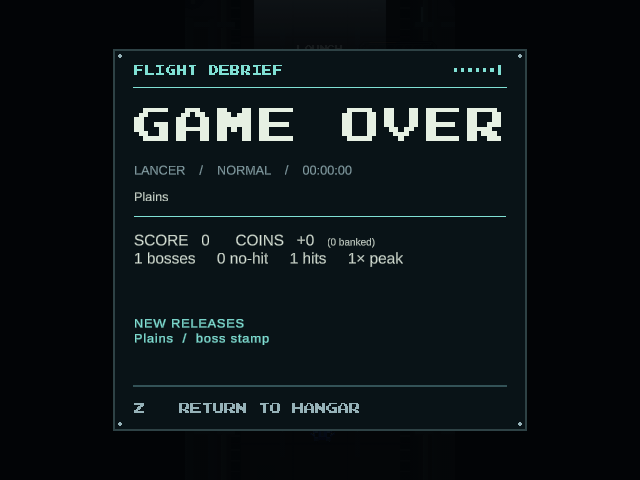 FLIGHT DEBRIEF
GAME OVER
LANCER / NORMAL / 00:00:00
Plains
SCORE 0 COINS +0 (0 banked)
1 bosses 0 no-hit 1 hits 1× peak
NEW RELEASES
Plains / boss stamp
Z RETURN TO HANGAR